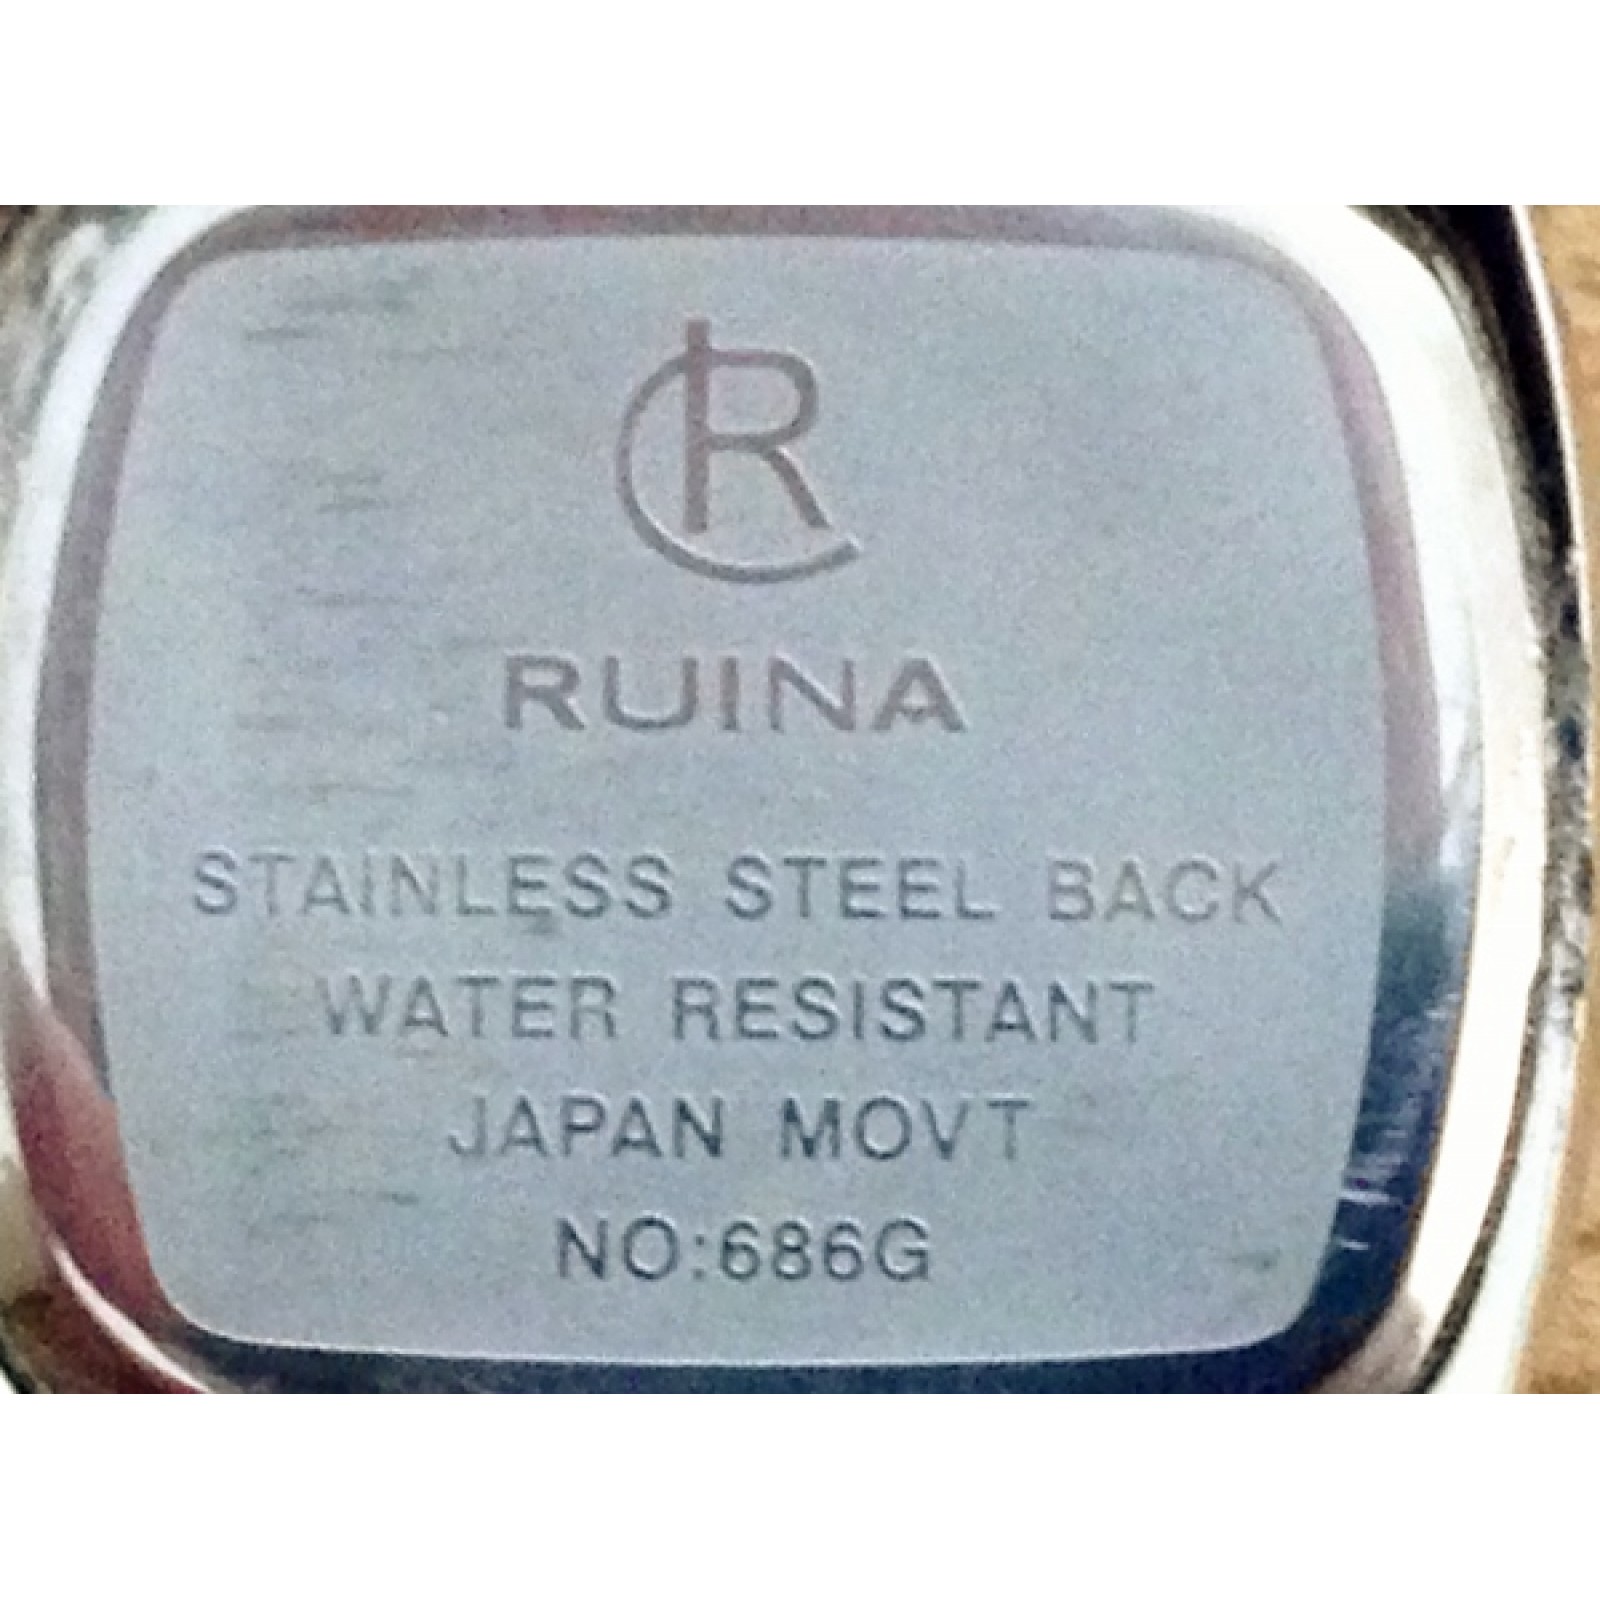 R
RUINA
STAINLESS STEEL BACK
WATER RESISTANT
JAPAN MOVT
NO:686G